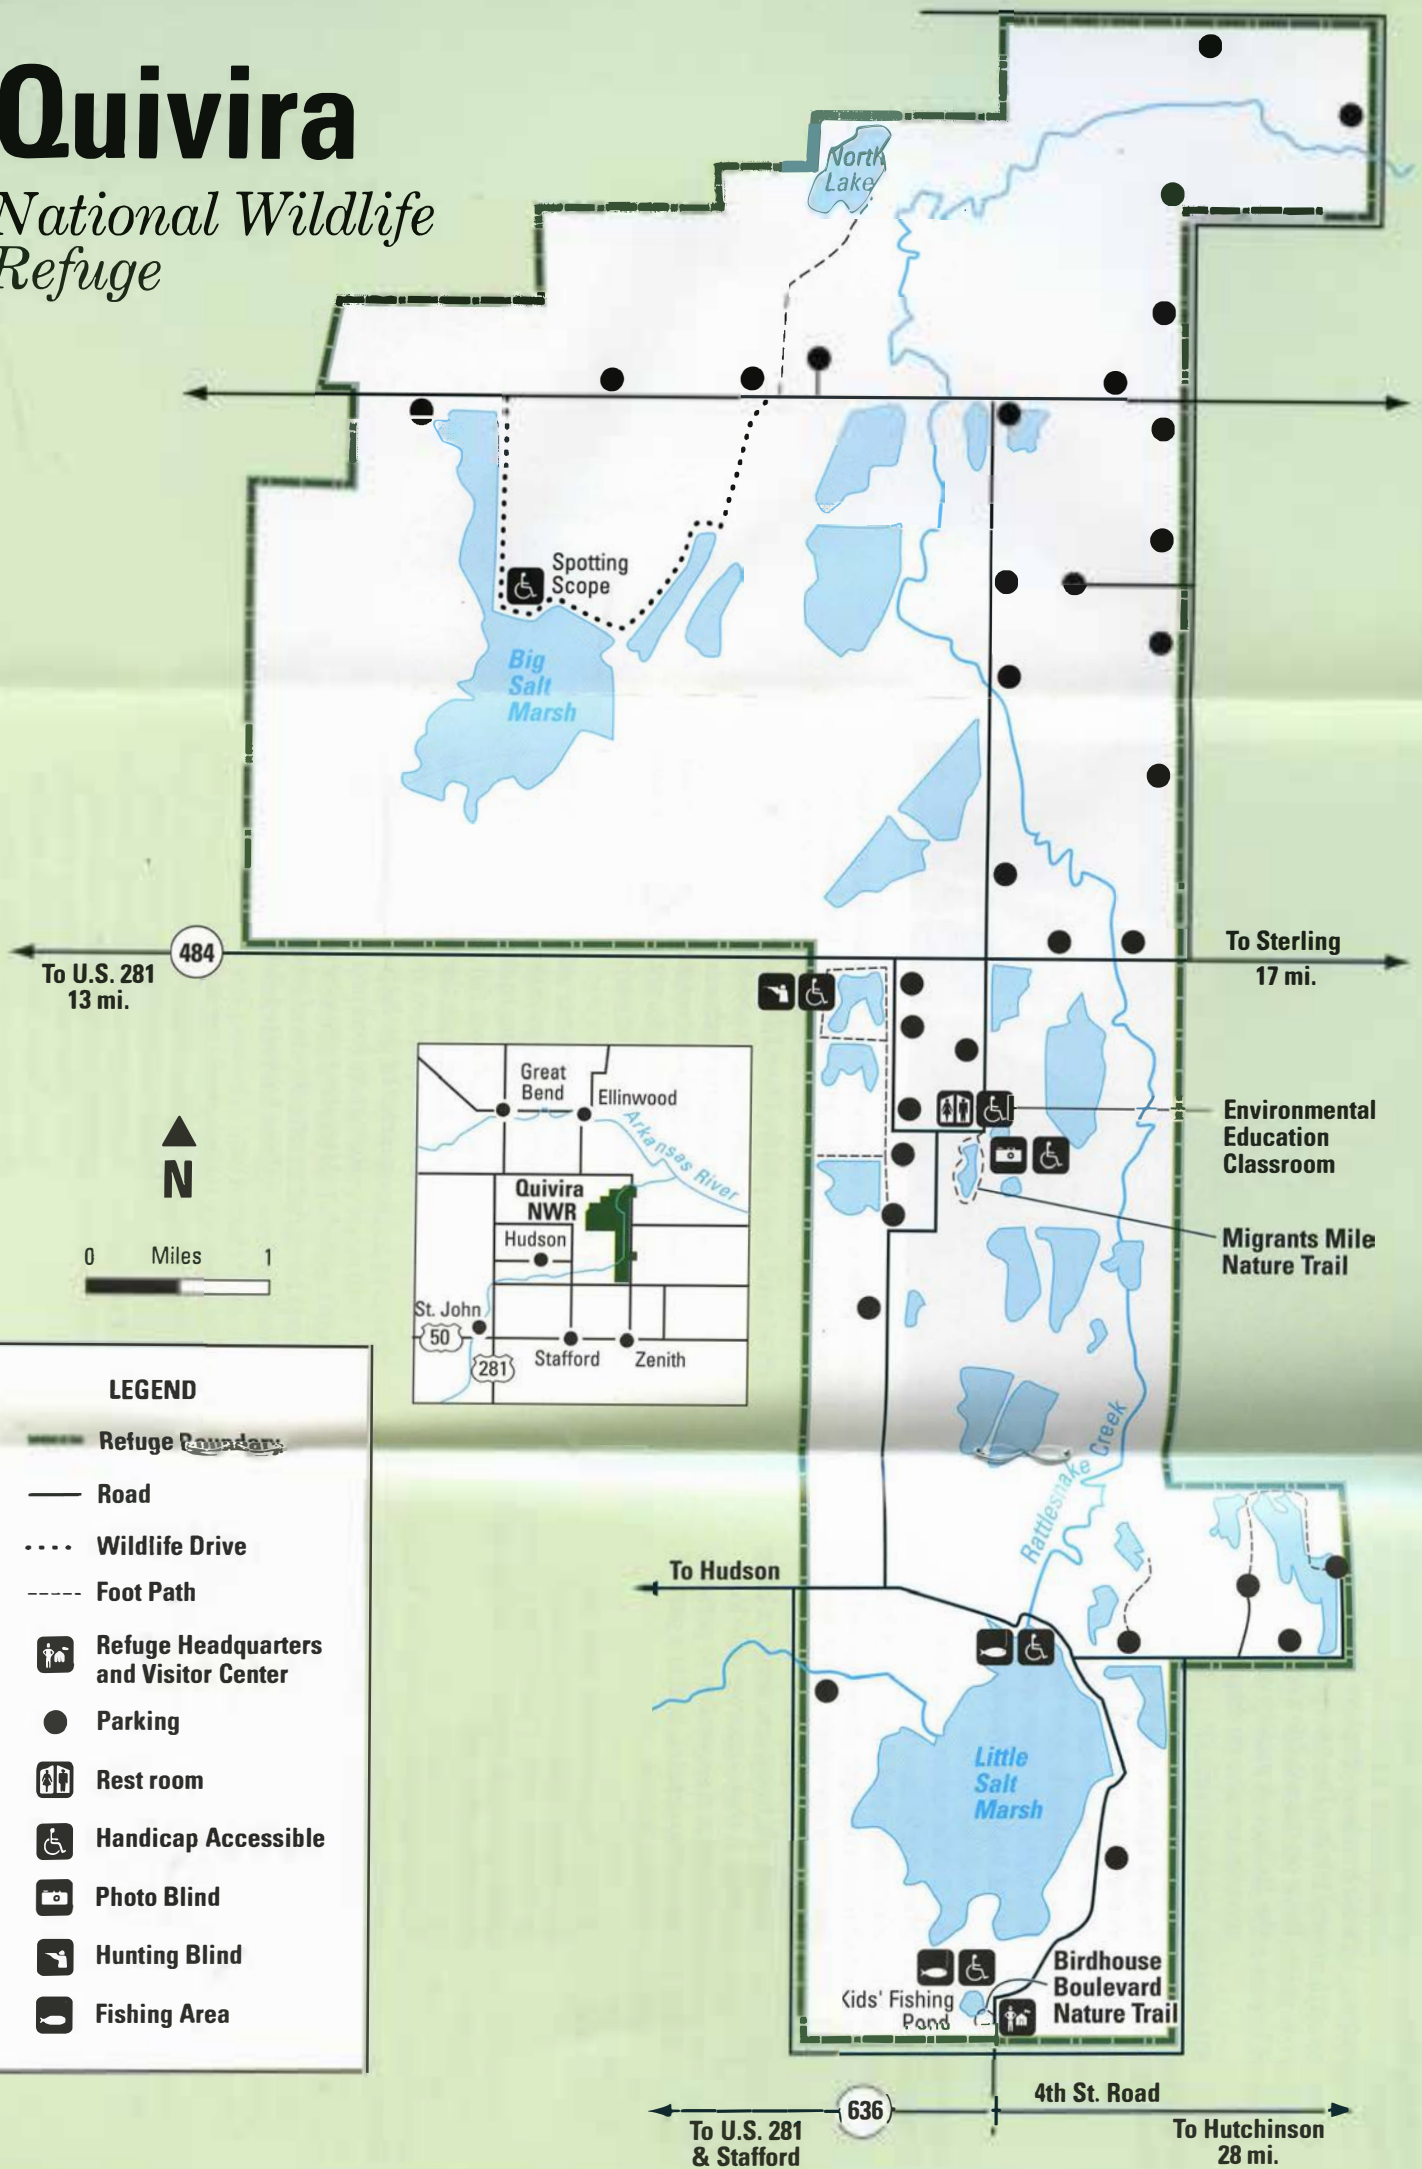 Quivira
National Wildlife
Refuge
North
Lake
Spotting
Scope
Big
Salt
Marsh
484
To U.S. 281
13 mi.
To Sterling
17 mi.
Great
Bend
Ellinwood
Arkansas River
Quivira
NWR
Hudson
St. John
50
281
Stafford
Zenith
Environmental
Education
Classroom
Migrants Mile
Nature Trail
N
0 Miles 1
LEGEND
Refuge Boundary
Road
Wildlife Drive
Foot Path
Refuge Headquarters
and Visitor Center
Parking
Rest room
Handicap Accessible
Photo Blind
Hunting Blind
Fishing Area
Rattlesnake Creek
To Hudson
Little
Salt
Marsh
Kids' Fishing
Pond
Birdhouse
Boulevard
Nature Trail
4th St. Road
636
To U.S. 281
& Stafford
To Hutchinson
28 mi.